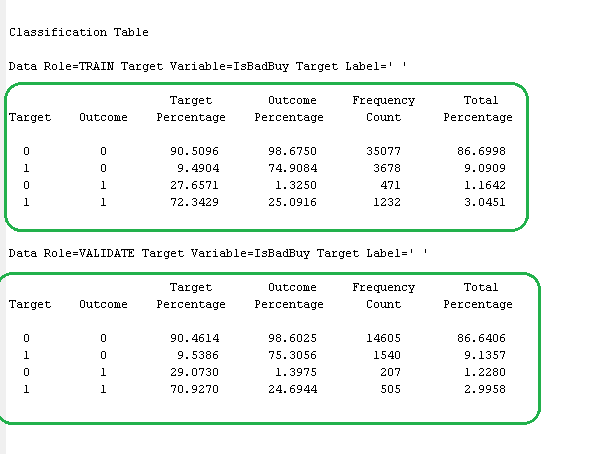 Classification Table
Data Role=TRAIN Target Variable=IsBadBuy Target Label=' '
Target Outcome Frequency Total
Target Outcome Percentage Percentage Count Percentage
0 0 90.5096 98.6750 35077 86.6998
1 0 9.4904 74.9084 3678 9.0909
0 1 27.6571 1.3250 471 1.1642
1 1 72.3429 25.0916 1232 3.0451
Data Role=VALIDATE Target Variable=IsBadBuy Target Label=' '
Target Outcome Frequency Total
Target Outcome Percentage Percentage Count Percentage
0 0 90.4614 98.6025 14605 86.6406
1 0 9.5386 75.3056 1540 9.1357
0 1 29.0730 1.3975 207 1.2280
1 1 70.9270 24.6944 505 2.9958